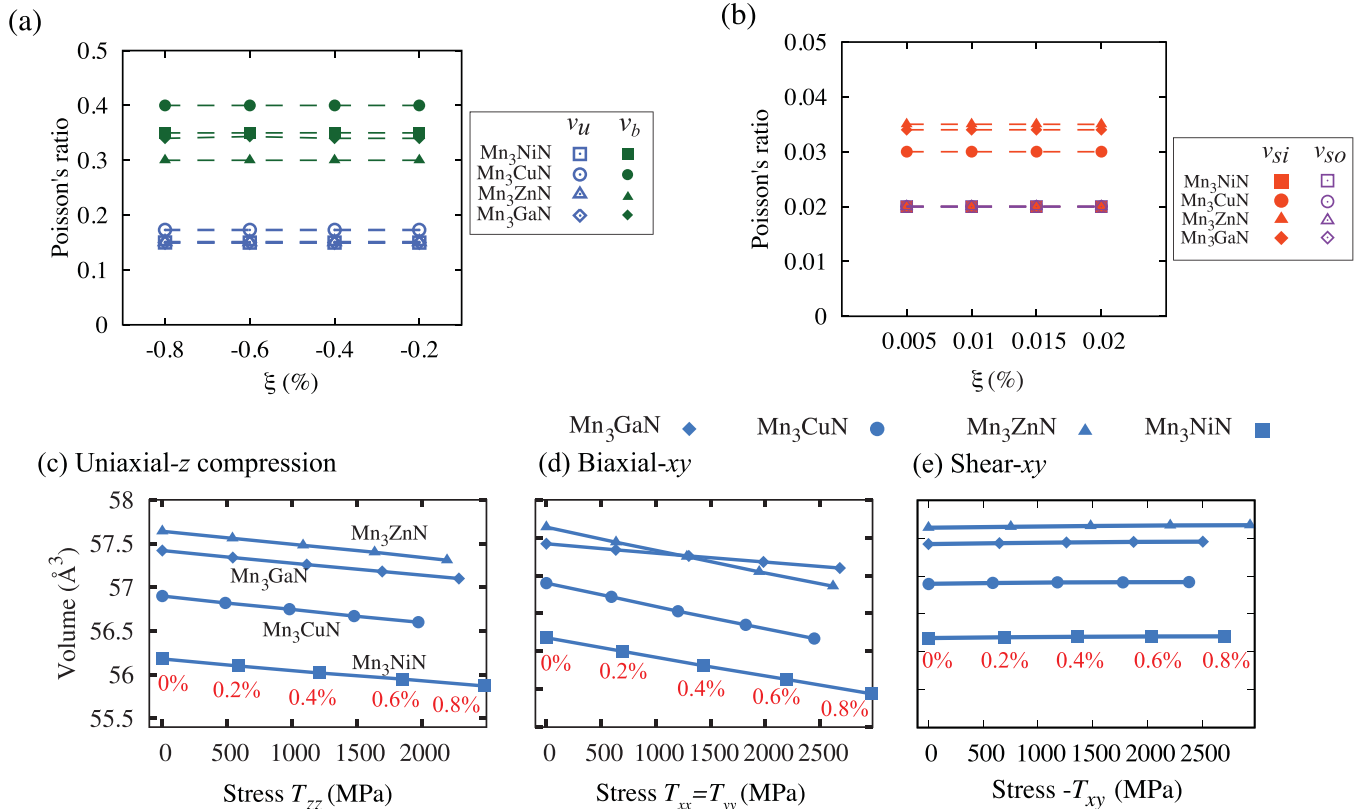 (a)
0.5
0.4
0.3
0.2
0.1
0
Poisson's ratio
-0.8 -0.6 -0.4 -0.2
ξ (%)
νu νb
Mn3NiN
Mn3CuN
Mn3ZnN
Mn3GaN
(b)
0.05
0.04
0.03
0.02
0.01
0
Poisson's ratio
0.005 0.01 0.015 0.02
ξ (%)
νsi νso
Mn3NiN
Mn3CuN
Mn3ZnN
Mn3GaN
Mn3GaN Mn3CuN Mn3ZnN Mn3NiN
(c) Uniaxial-z compression
58
57.5
57
56.5
56
55.5
Volume (Å³)
Mn3ZnN
Mn3GaN
Mn3CuN
Mn3NiN
0% 0.2% 0.4% 0.6% 0.8%
0 500 1000 1500 2000
Stress Tzz (MPa)
(d) Biaxial-xy
0% 0.2% 0.4% 0.6% 0.8%
0 500 1000 1500 2000 2500
Stress Txx=Tyy (MPa)
(e) Shear-xy
0% 0.2% 0.4% 0.6% 0.8%
0 500 1000 1500 2000 2500
Stress -Txy (MPa)